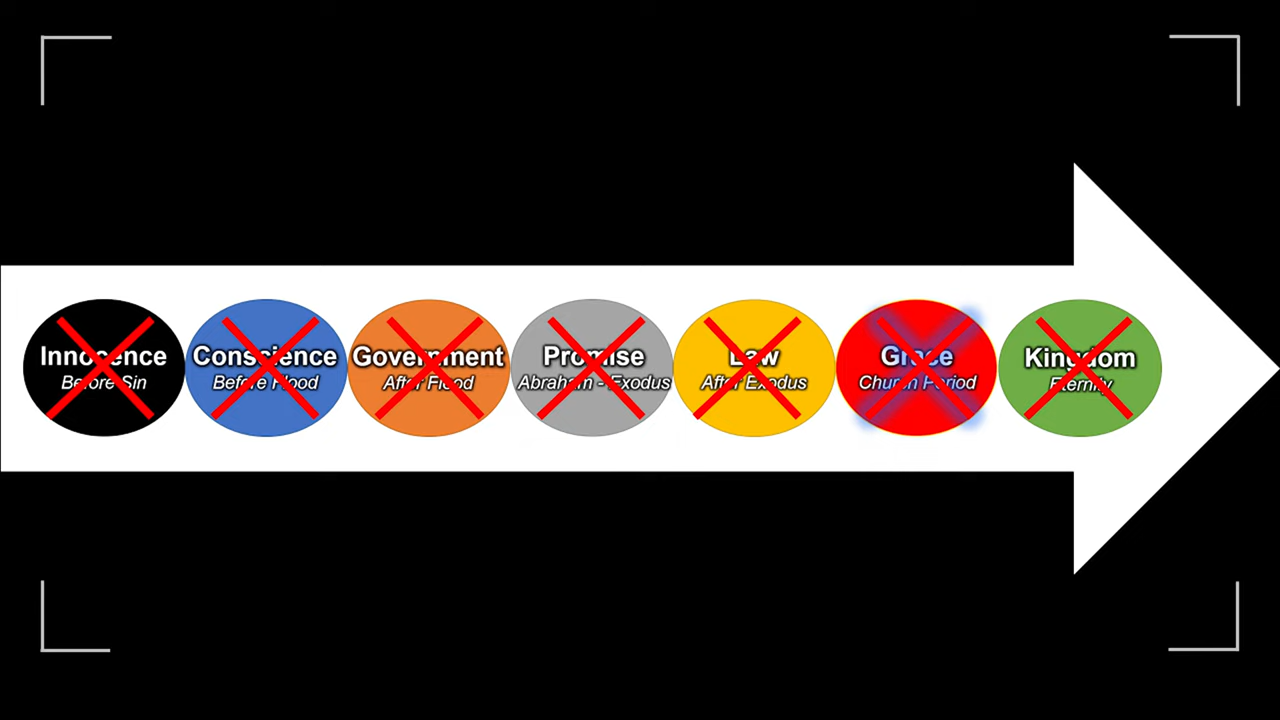 Innocence
Before Sin
Conscience
Before Flood
Government
After Flood
Promise
Abraham - Exodus
Law
After Exodus
Grace
Church Period
Kingdom
Eternity